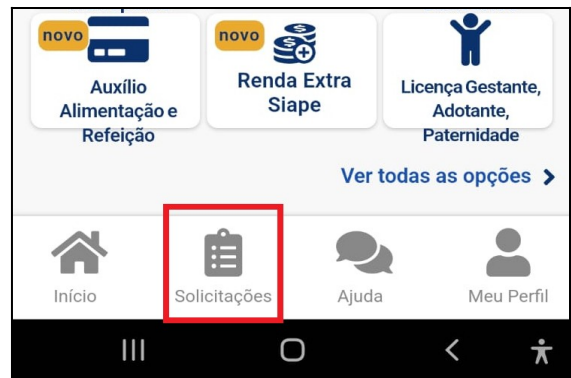 novo
novo
Auxílio
Alimentação e
Refeição
Renda Extra
Siape
Licença Gestante,
Adotante,
Paternidade
Ver todas as opções
Início
Solicitações
Ajuda
Meu Perfil